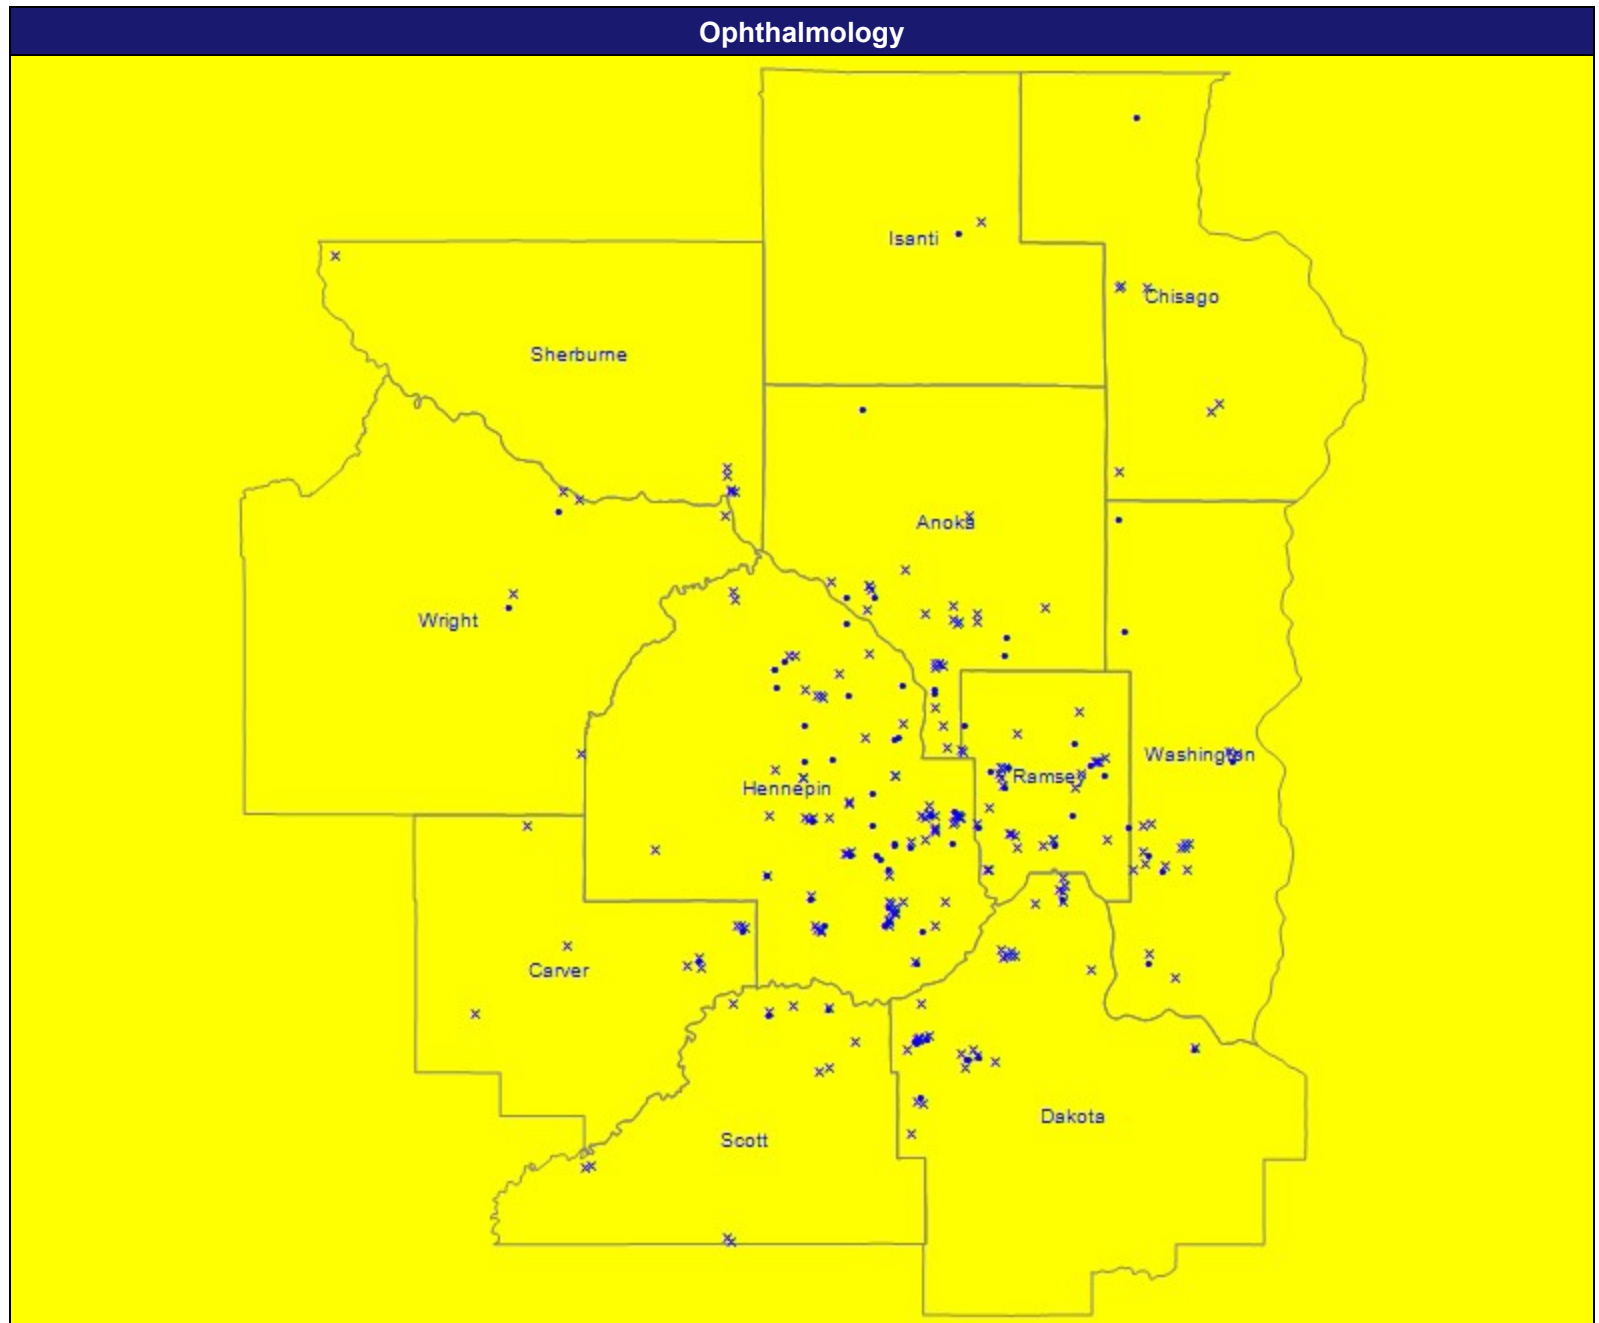 Ophthalmology
Isanti
Chisago
Sherburne
Anoka
Wright
Washington
Ramsey
Hennepin
Carver
Dakota
Scott